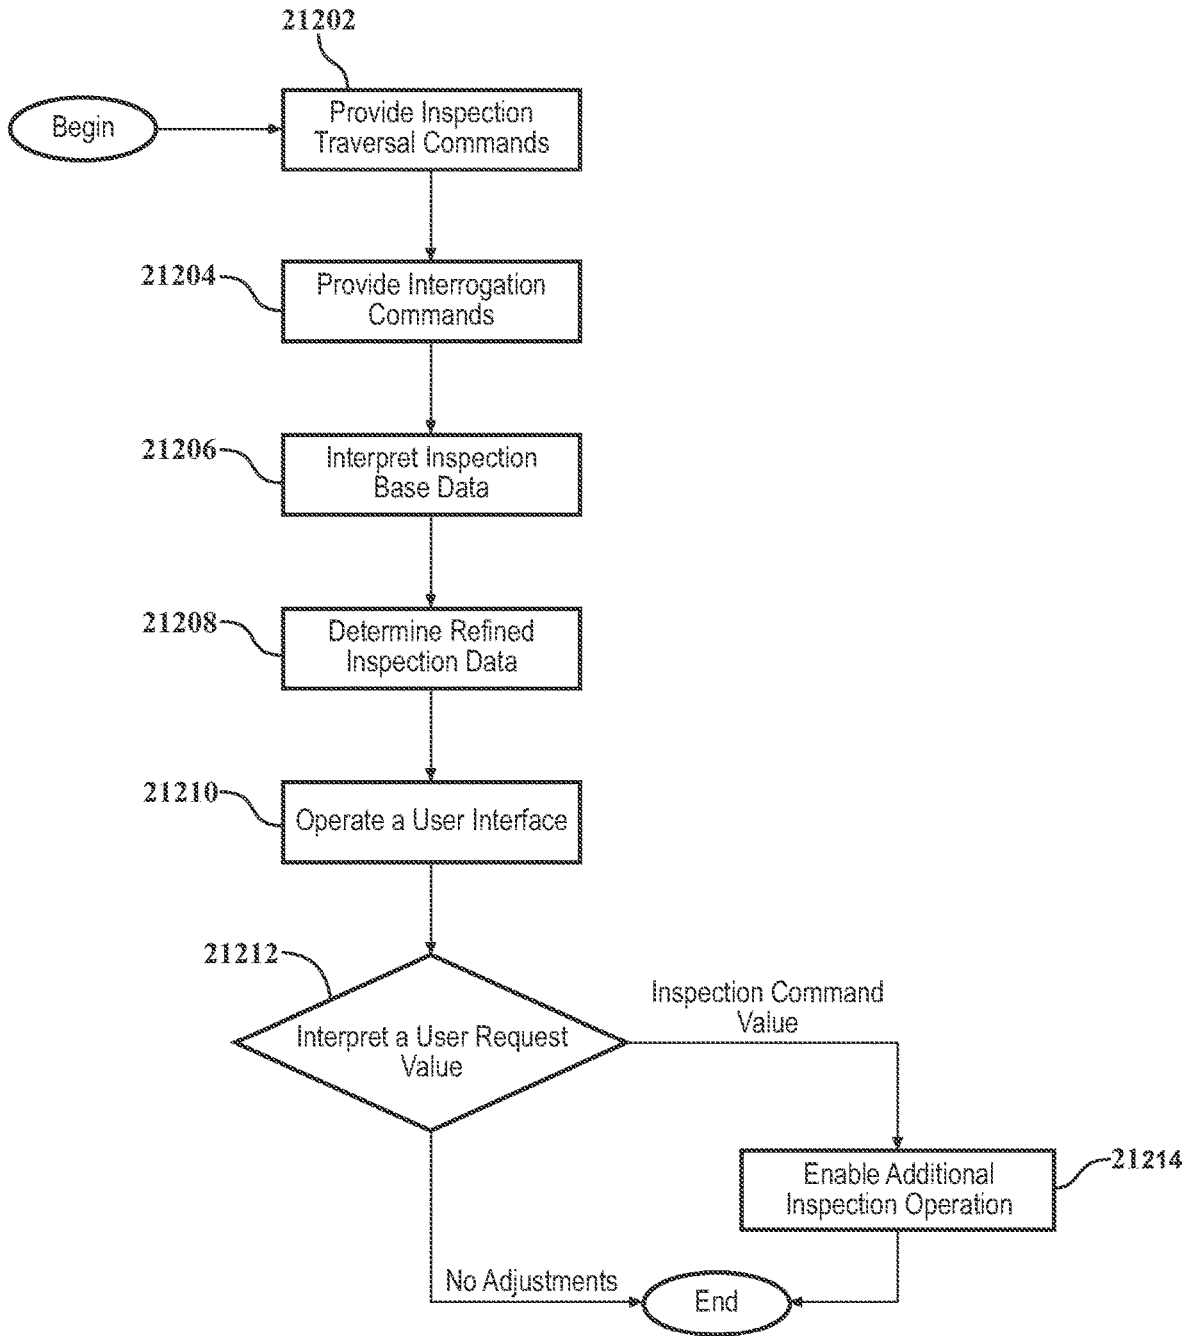 21202
Begin
Provide Inspection
Traversal Commands
21204
Provide Interrogation
Commands
21206
Interpret Inspection
Base Data
21208
Determine Refined
Inspection Data
21210
Operate a User Interface
21212
Interpret a User Request
Value
Inspection Command
Value
Enable Additional
Inspection Operation
21214
No Adjustments
End